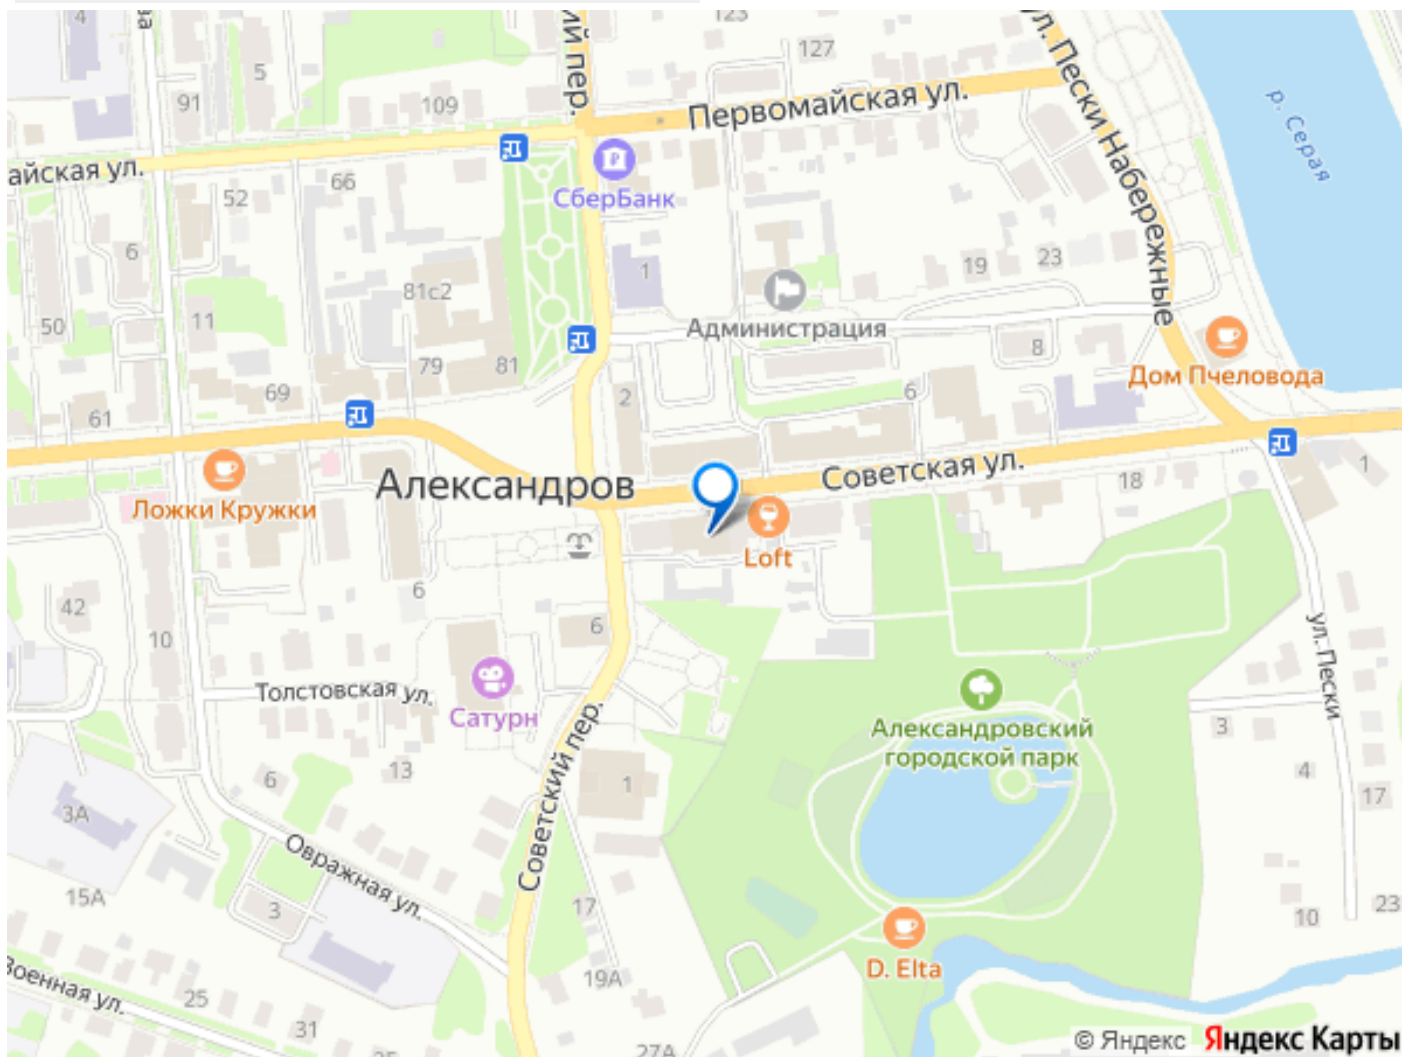 ий пер.
127
5
91
109
Первомайская ул.
ул. Пески Набережные
р. Серая
айская ул.
66
52
СберБанк
6
1
19
23
81с2
50
11
Администрация
8
79
81
Дом Пчеловода
69
2
6
61
Советская ул.
Александров
18
1
Ложки Кружки
Loft
6
42
10
6
ул. Пески
Толстовская ул.
Сатурн
Александровский
городской парк
3
Советский пер.
6
13
1
4
17
3А
Овражная ул.
15А
3
17
10
23
D. Elta
19А
Военная ул.
25
31
27А
© Яндекс Яндекс Карты